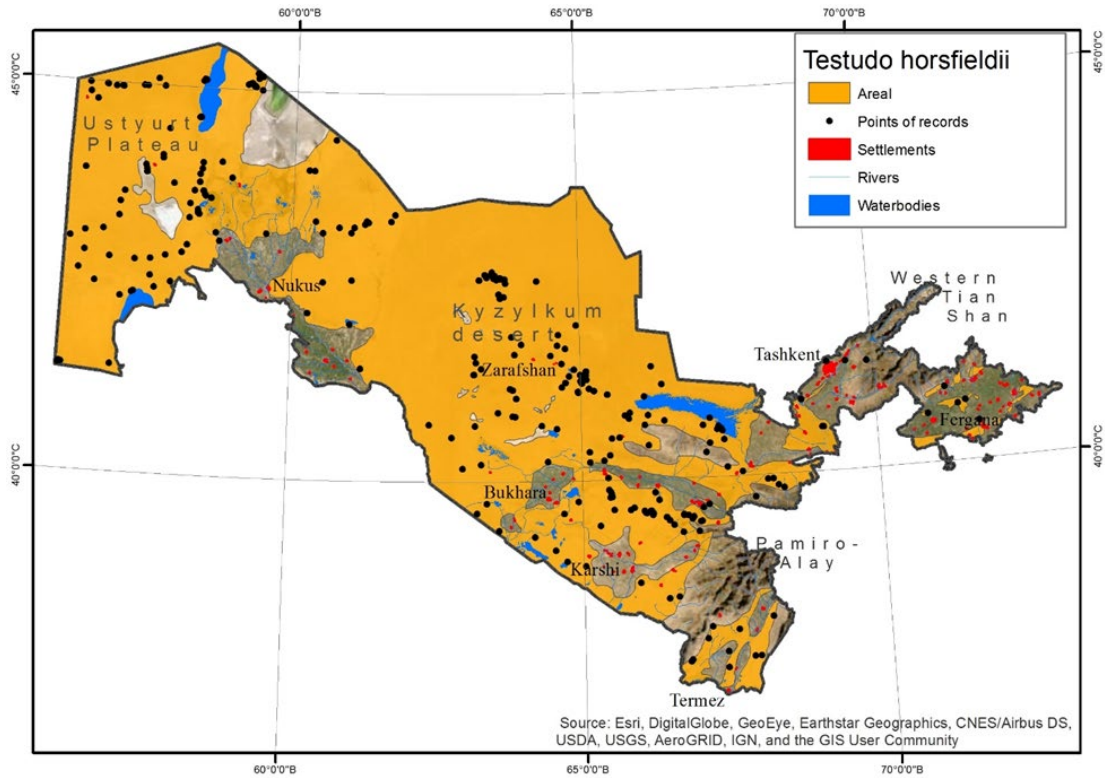 60°0'0"B
65°0'0"B
70°0'0"B
45°0'0"C
45°0'0"C
Testudo horsfieldii
Areal
Points of records
Settlements
Rivers
Waterbodies
Ustyurt
Plateau
Nukus
Kyzylkum
desert
Western
Tian
Shan
Tashkent
Zarafshan
Fergana
40°0'0"C
40°0'0"C
Bukhara
Pamiro-
Alay
Karshi
Termez
Source: Esri, DigitalGlobe, GeoEye, Earthstar Geographics, CNES/Airbus DS,
USDA, USGS, AeroGRID, IGN, and the GIS User Community
60°0'0"B
65°0'0"B
70°0'0"B